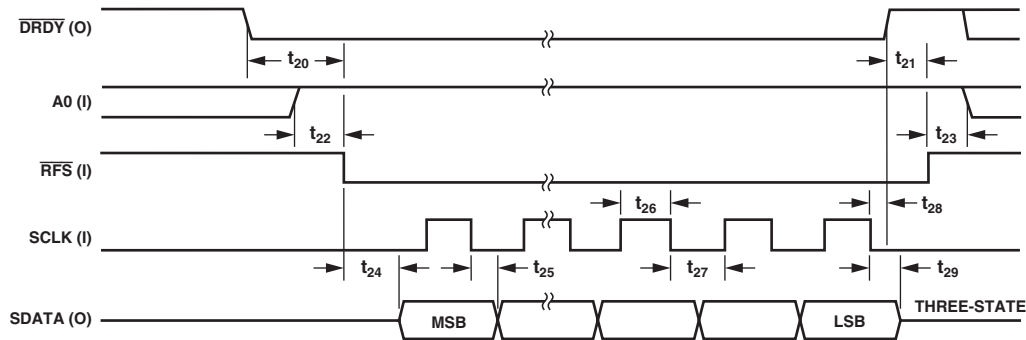 DRDY (O)
t20
t21
A0 (I)
t22
t23
RFS (I)
t26
t28
SCLK (I)
t24
t25
t27
t29
THREE-STATE
SDATA (O)
MSB
LSB